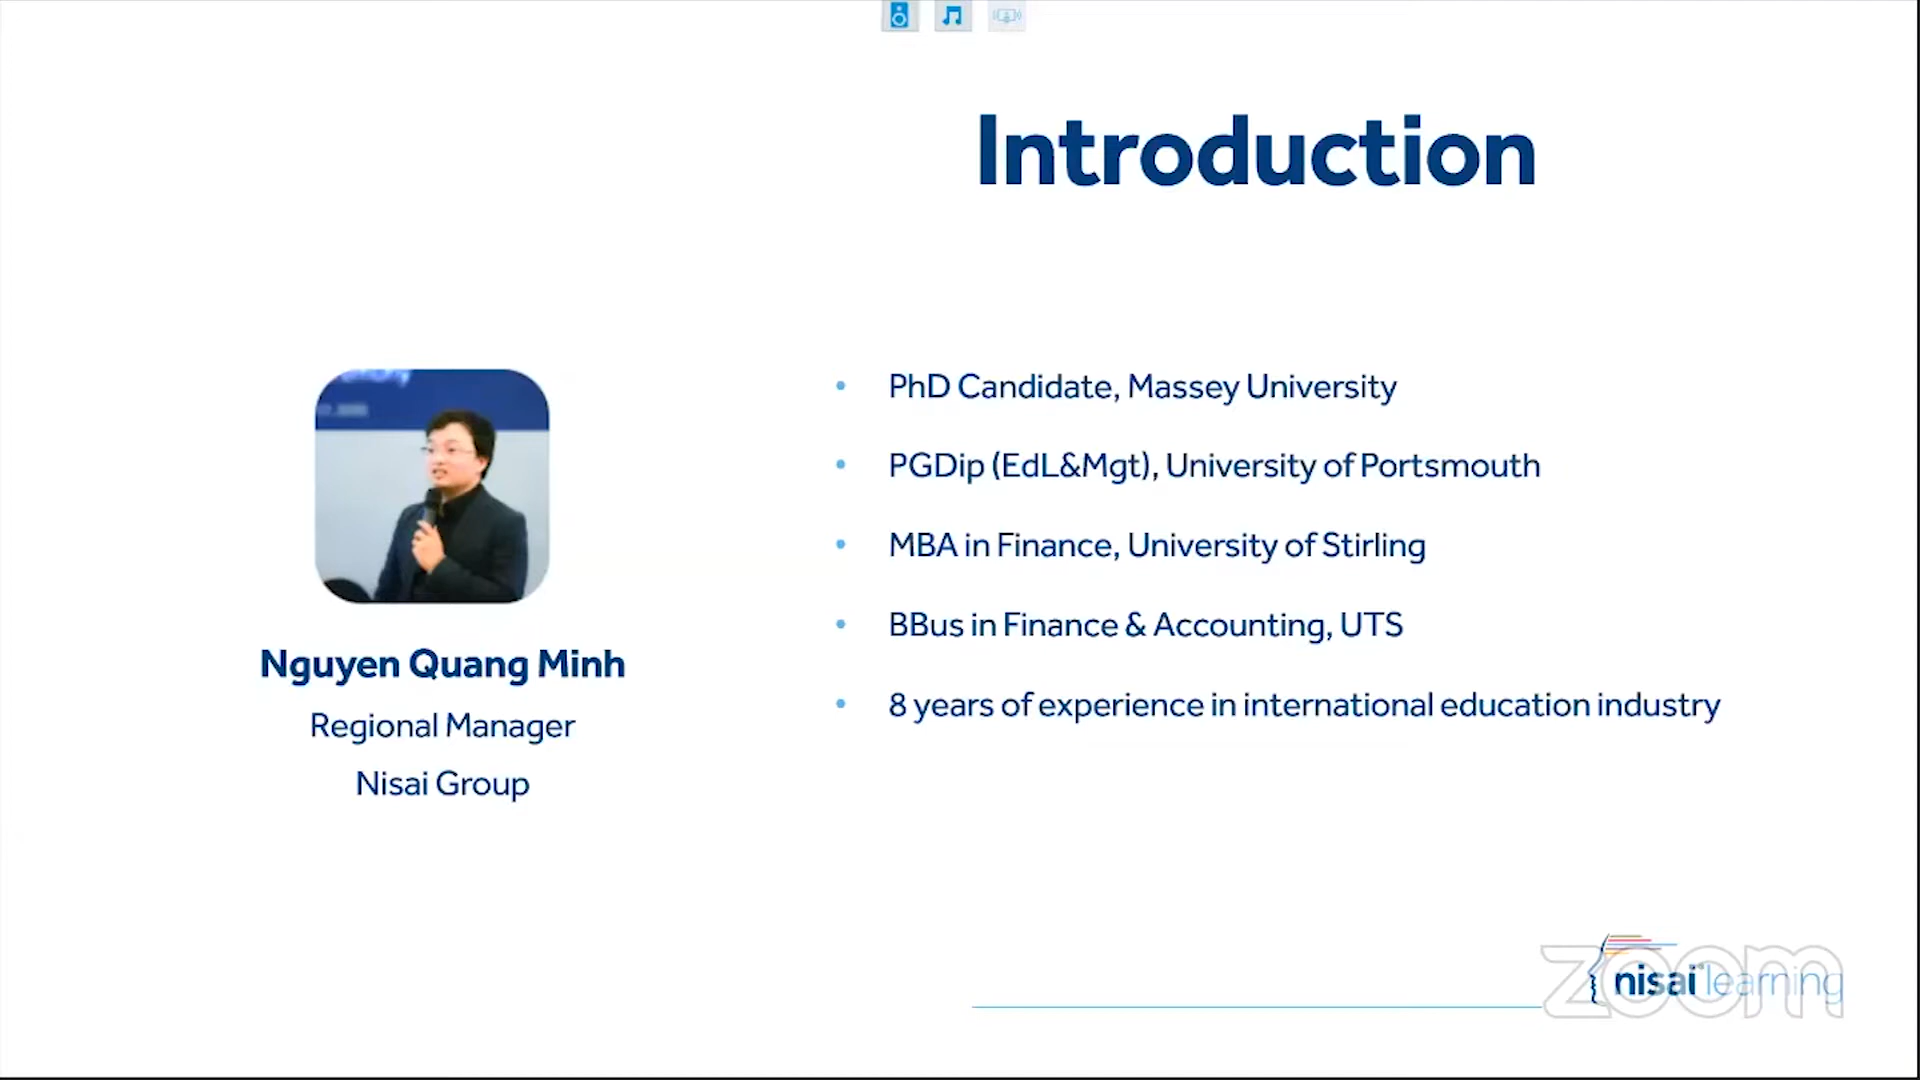 Introduction
PhD Candidate, Massey University
PGDip (EdL&Mgt), University of Portsmouth
MBA in Finance, University of Stirling
BBus in Finance & Accounting, UTS
8 years of experience in international education industry
Nguyen Quang Minh
Regional Manager
Nisai Group
nisai learning
zoom